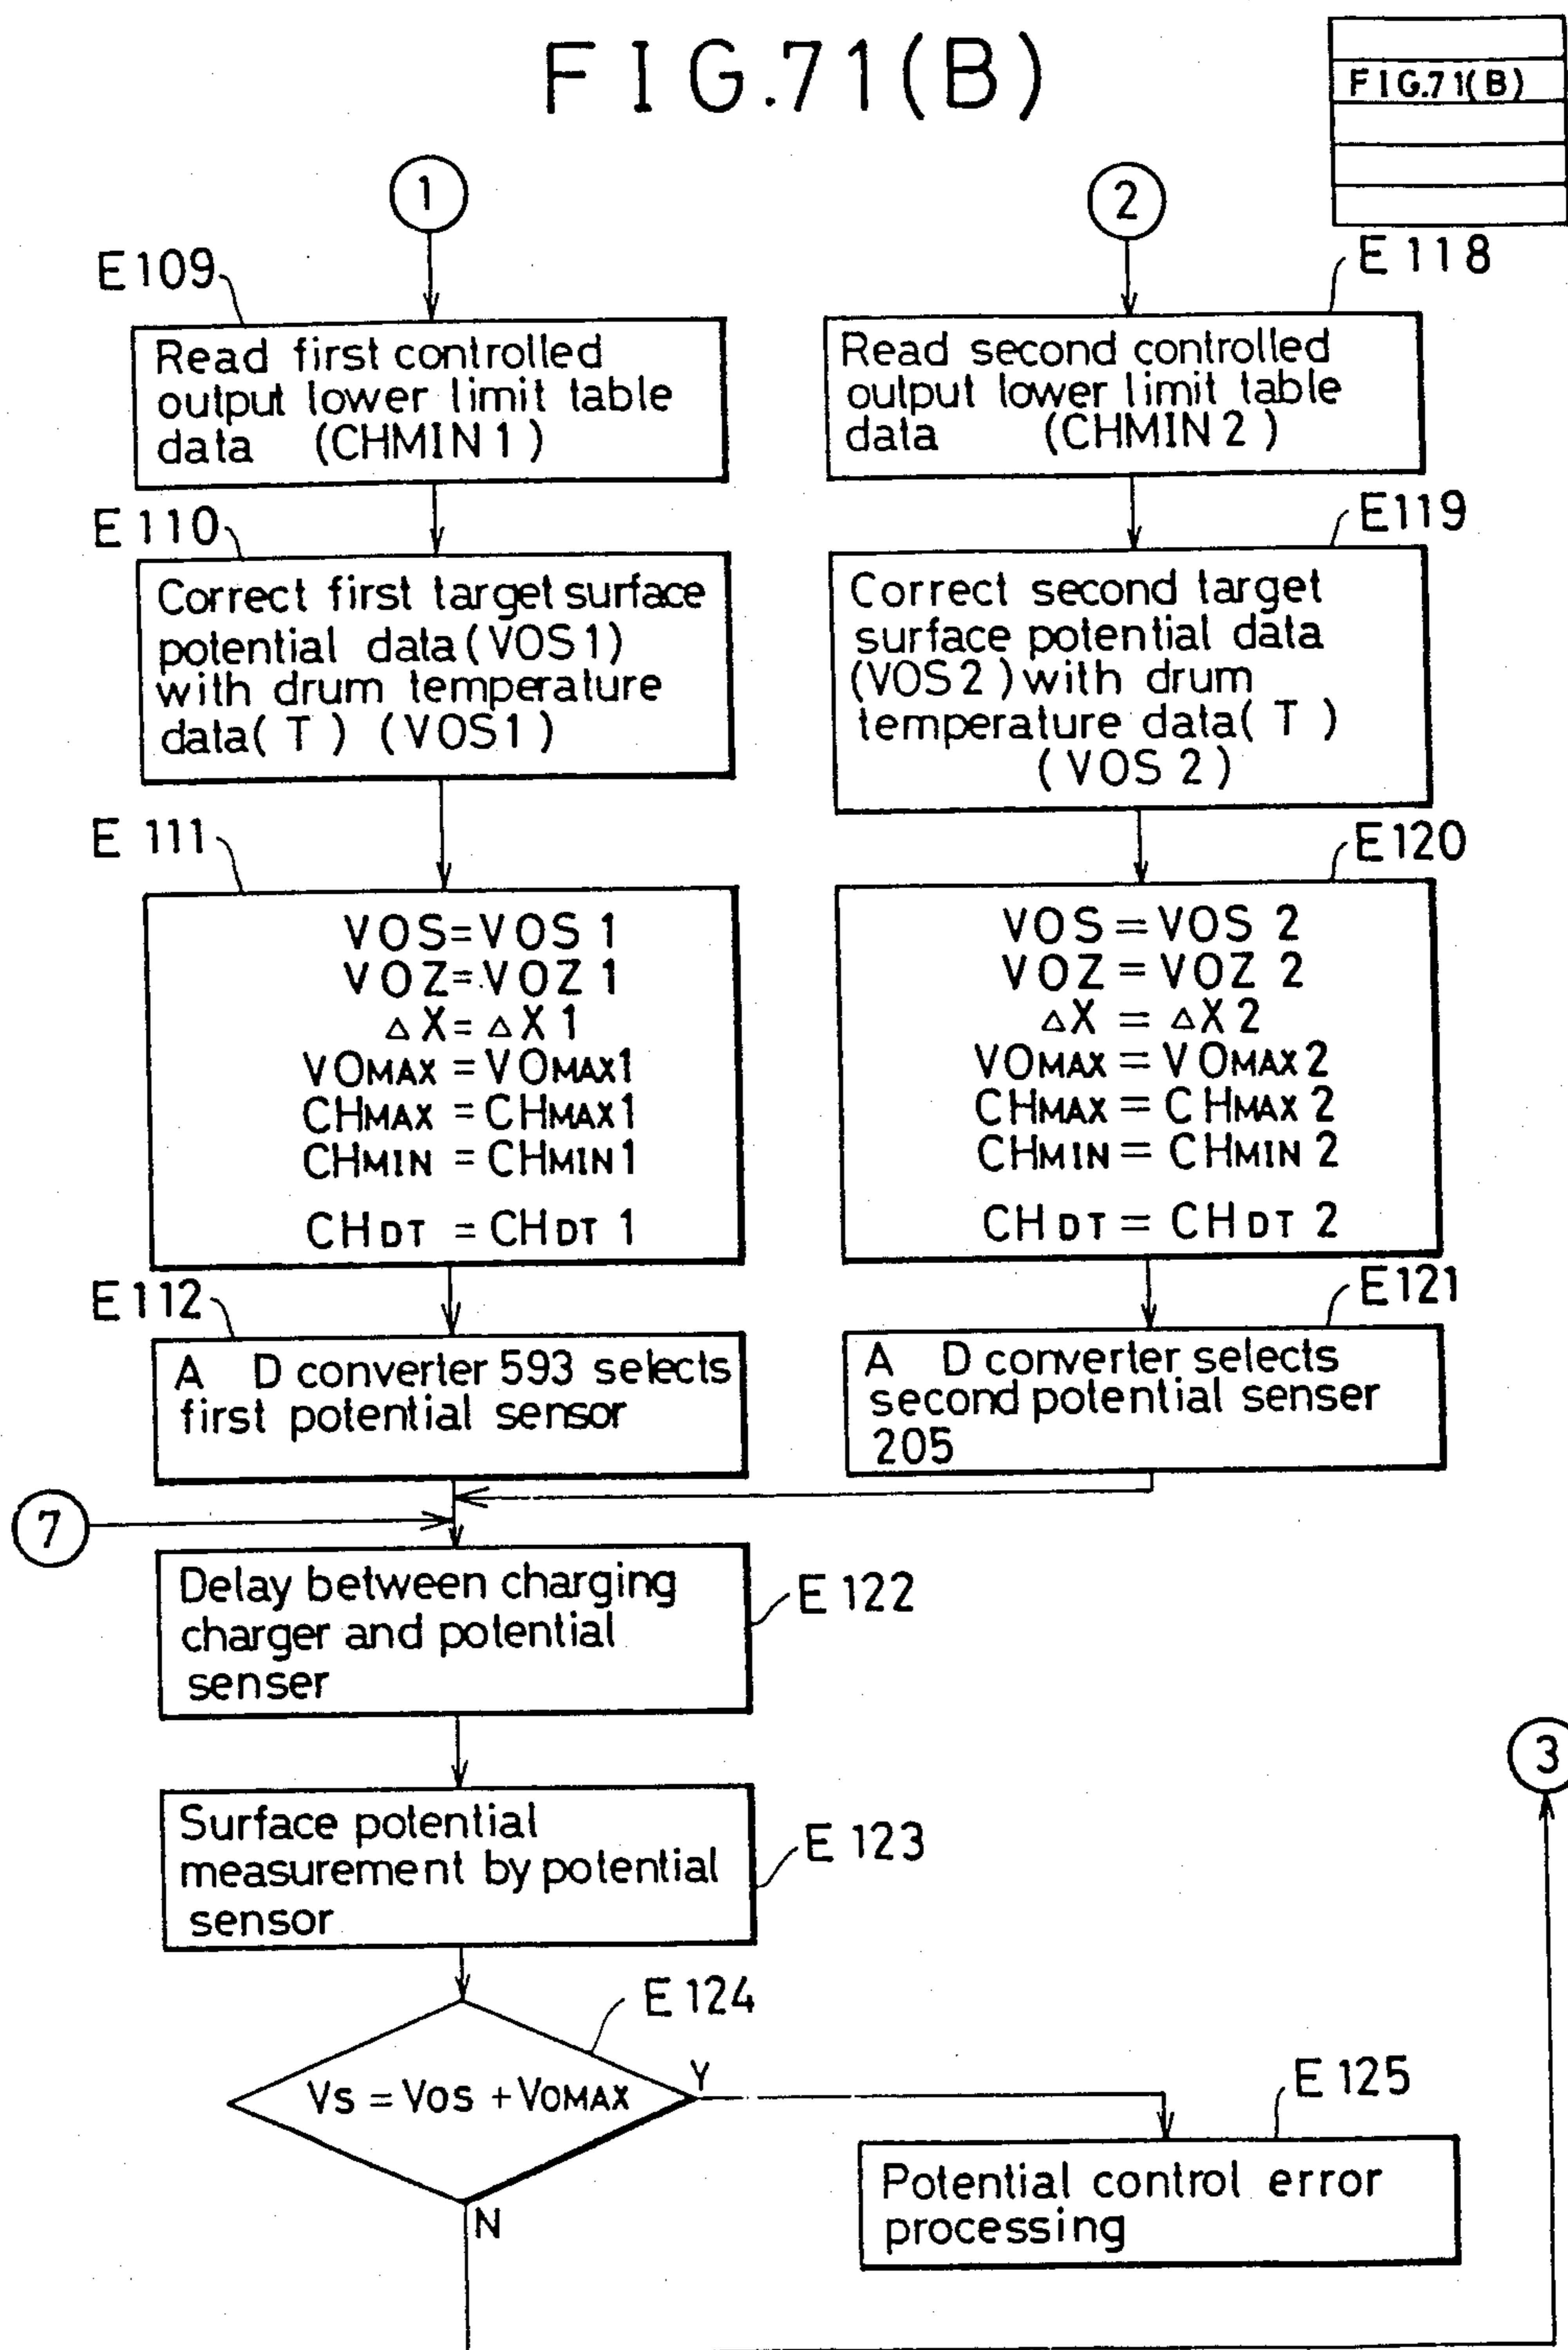 FIG.71(B)
FIG.71(B)
1
2
E109
Read first controlled
output lower limit table
data (CHMIN1)
E118
Read second controlled
output lower limit table
data (CHMIN2)
E110
Correct first target surface
potential data(VOS1)
with drum temperature
data(T) (VOS1)
E119
Correct second target
surface potential data
(VOS2)with drum
temperature data(T)
(VOS2)
E111
VOS=VOS1
VOZ=VOZ1
△X=△X1
VOMAX=VOMAX1
CHMAX=CHMAX1
CHMIN=CHMIN1
CHDT=CHDT1
E120
VOS=VOS2
VOZ=VOZ2
△X=△X2
VOMAX=VOMAX2
CHMAX=CHMAX2
CHMIN=CHMIN2
CHDT=CHDT2
E112
A D converter 593 selects
first potential sensor
E121
A D converter selects
second potential senser
205
7
Delay between charging
charger and potential
senser
E122
3
Surface potential
measurement by potential
sensor
E123
E124
Vs=Vos+VOMAX
Y
N
E125
Potential control error
processing